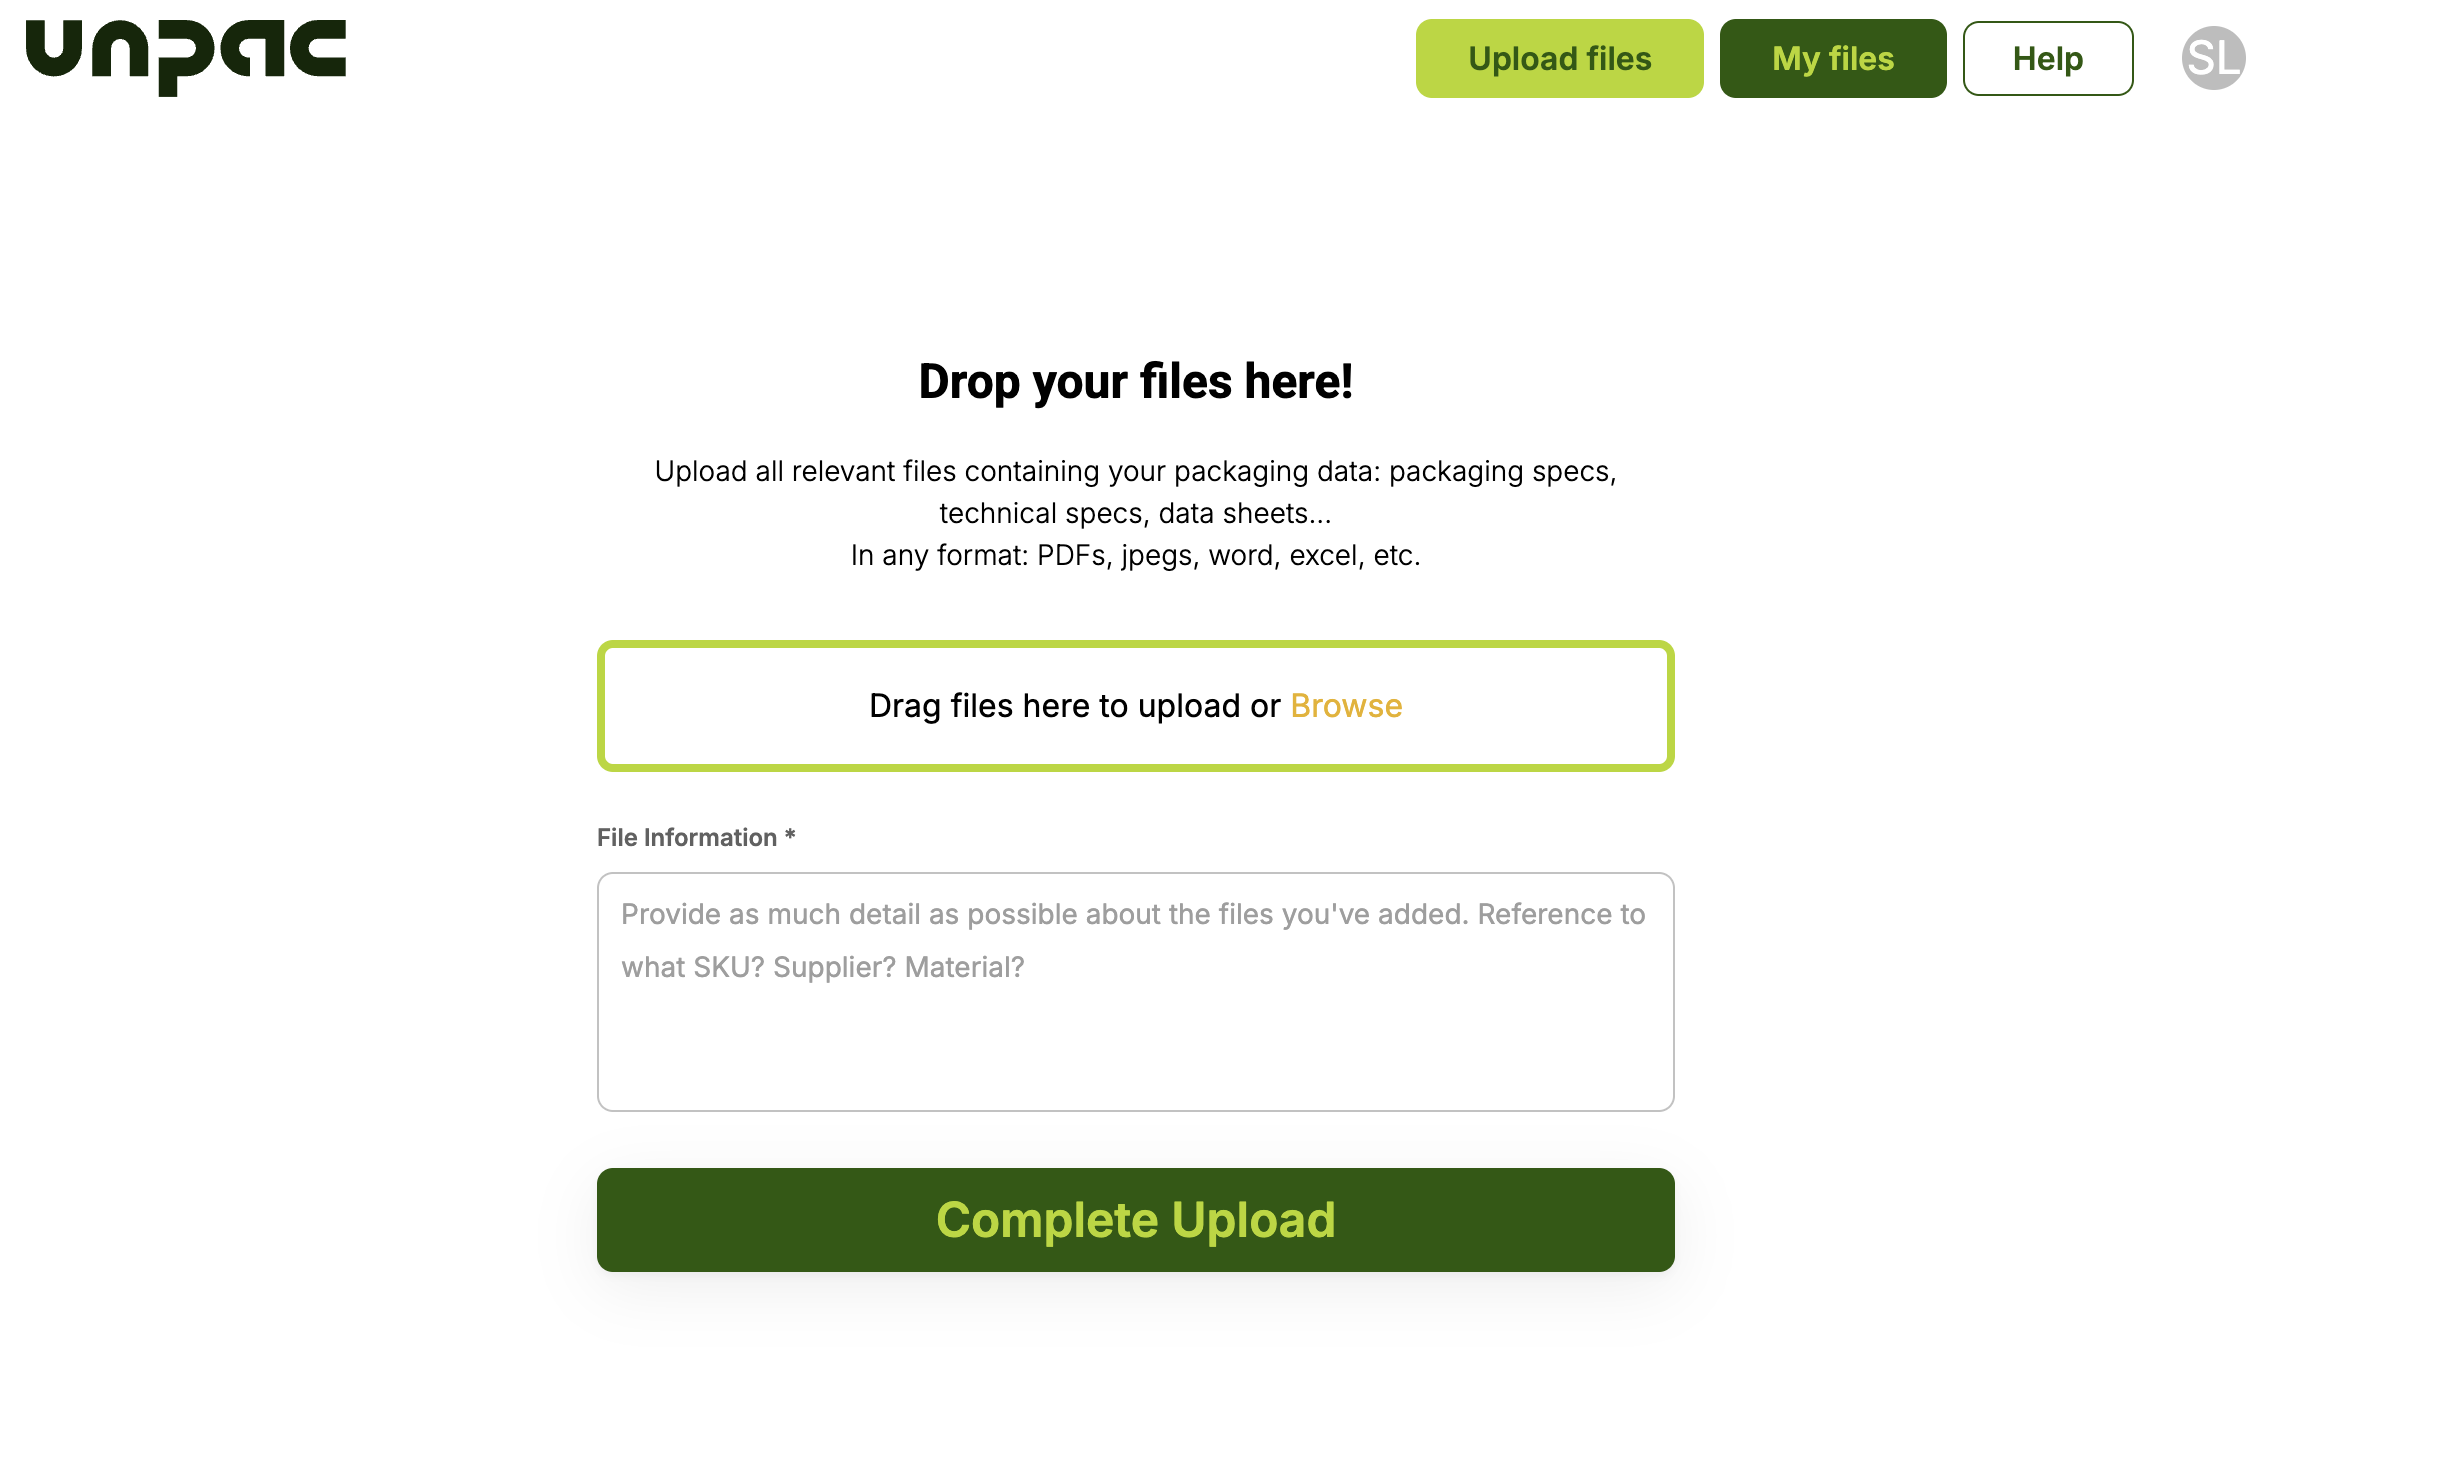 unpac
Upload files
My files
Help
SL
Drop your files here!
Upload all relevant files containing your packaging data: packaging specs,
technical specs, data sheets...
In any format: PDFs, jpegs, word, excel, etc.
Drag files here to upload or Browse
File Information *
Provide as much detail as possible about the files you've added. Reference to
what SKU? Supplier? Material?
Complete Upload